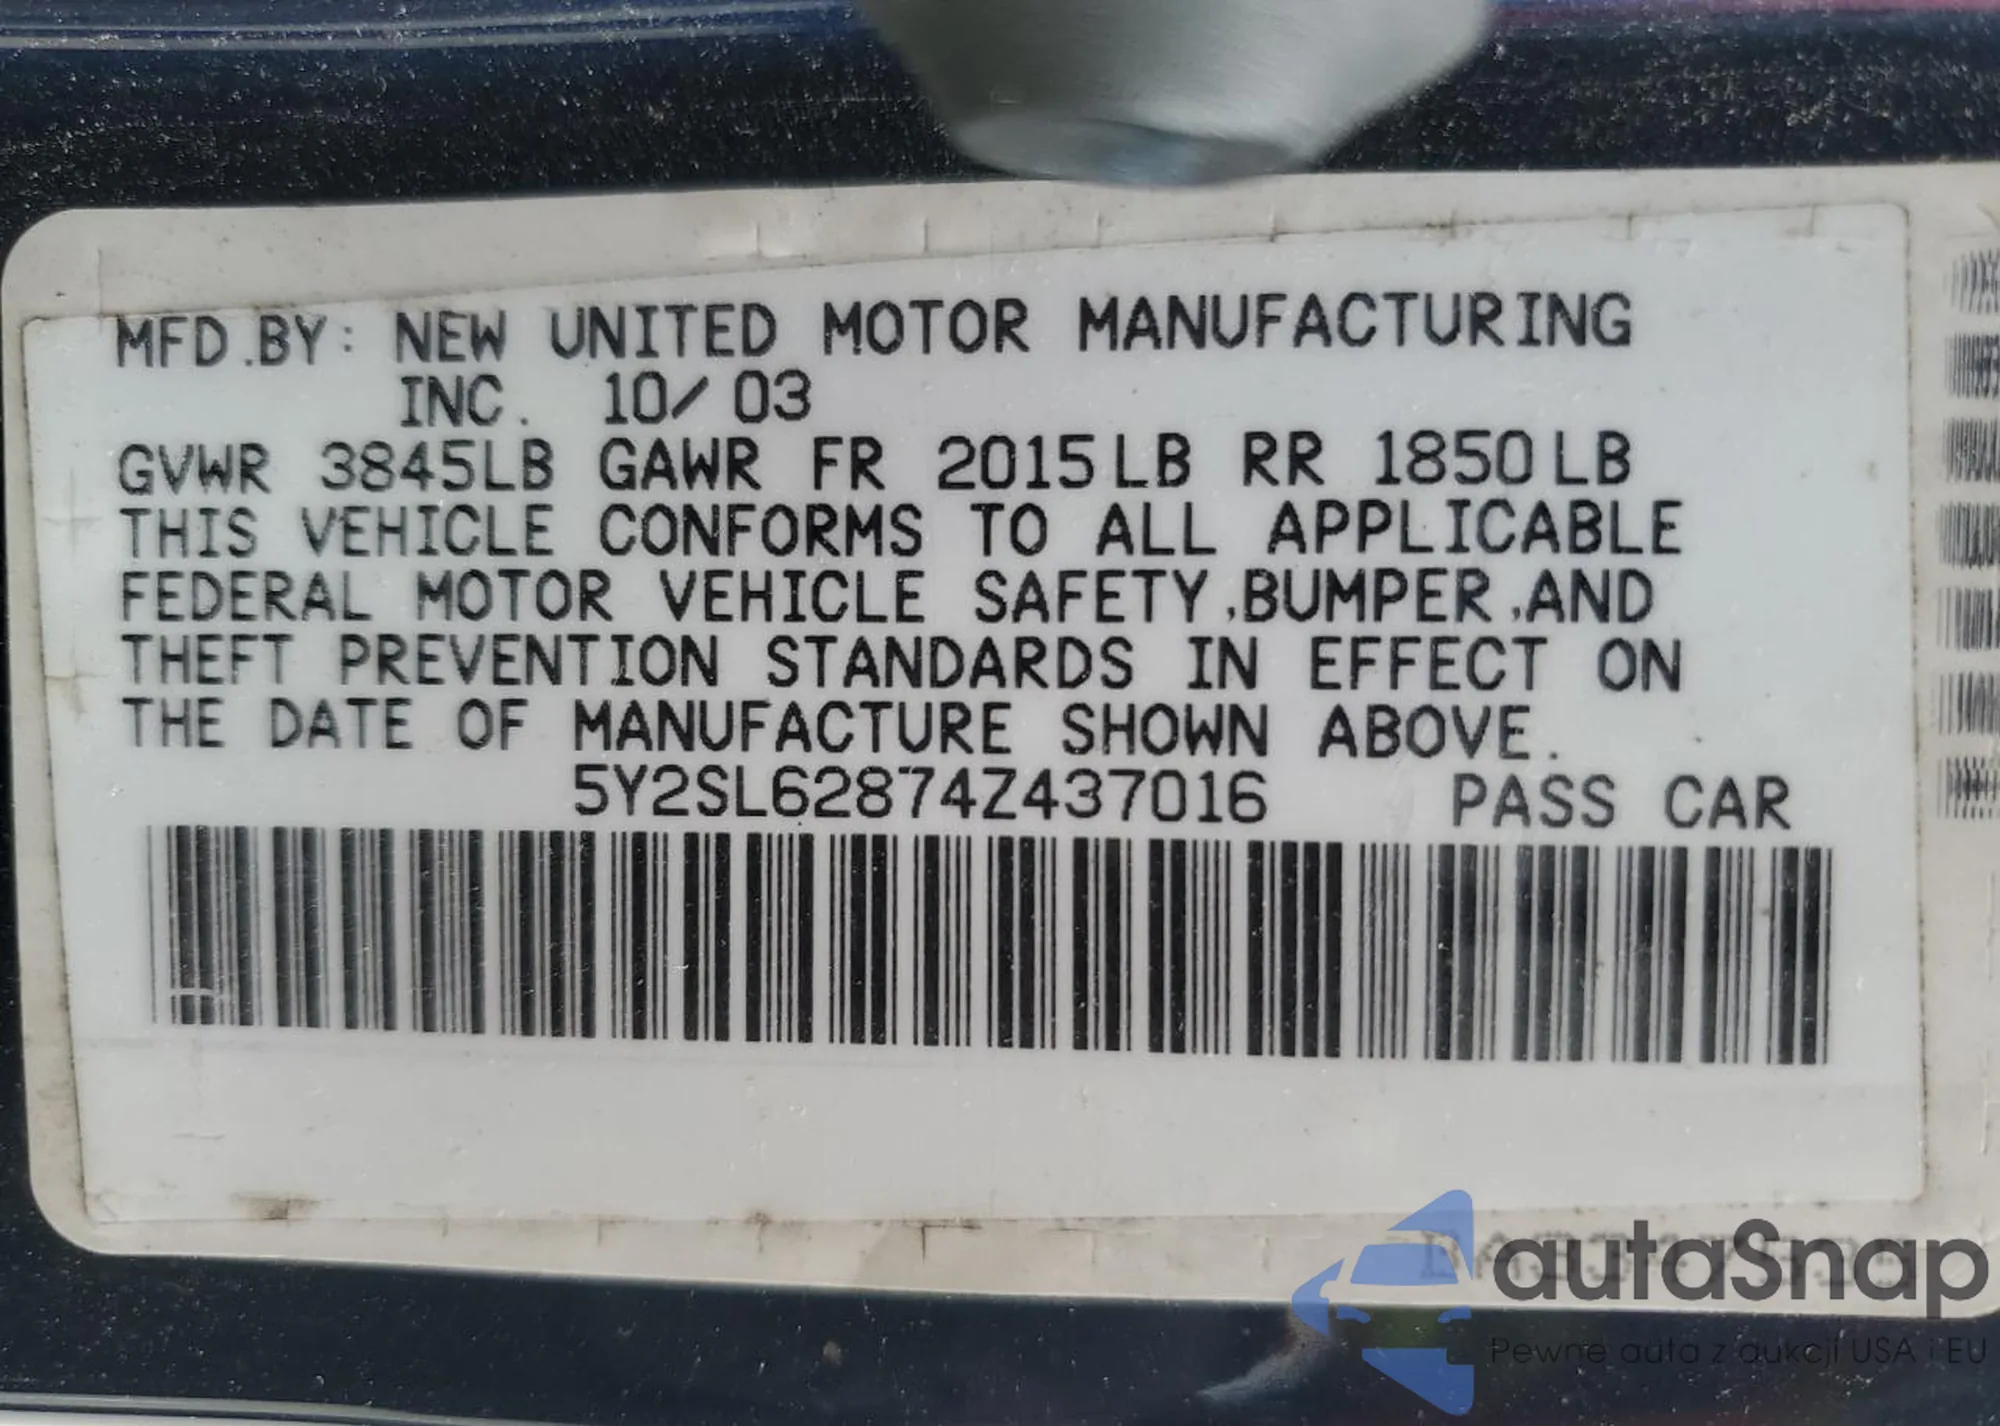 MFD.BY: NEW UNITED MOTOR MANUFACTURING
INC. 10/03
GVWR 3845LB GAWR FR 2015LB RR 1850LB
THIS VEHICLE CONFORMS TO ALL APPLICABLE
FEDERAL MOTOR VEHICLE SAFETY,BUMPER,AND
THEFT PREVENTION STANDARDS IN EFFECT ON
THE DATE OF MANUFACTURE SHOWN ABOVE.
5Y2SL62874Z437016 PASS CAR
autoSnap
Pewne auta z aukcji USA i EU